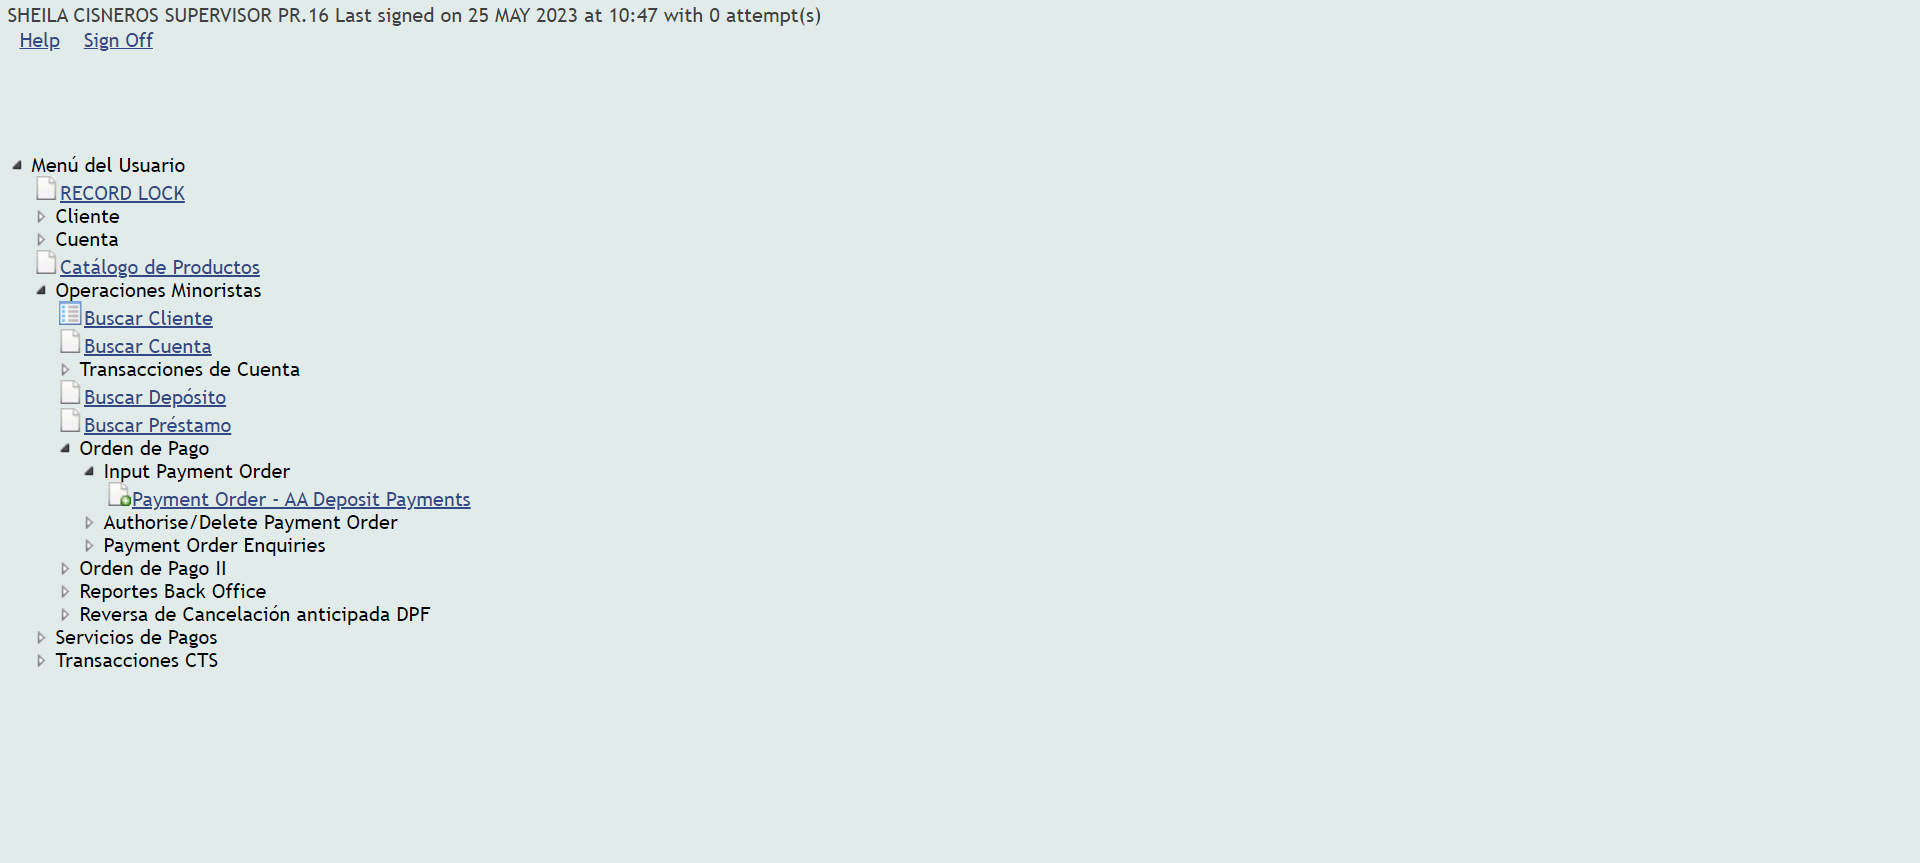 SHEILA CISNEROS SUPERVISOR PR.16 Last signed on 25 MAY 2023 at 10:47 with 0 attempt(s)
Help Sign Off
Menú del Usuario
RECORD LOCK
Cliente
Cuenta
Catálogo de Productos
Operaciones Minoristas
Buscar Cliente
Buscar Cuenta
Transacciones de Cuenta
Buscar Depósito
Buscar Préstamo
Orden de Pago
Input Payment Order
Payment Order - AA Deposit Payments
Authorise/Delete Payment Order
Payment Order Enquiries
Orden de Pago II
Reportes Back Office
Reversa de Cancelación anticipada DPF
Servicios de Pagos
Transacciones CTS